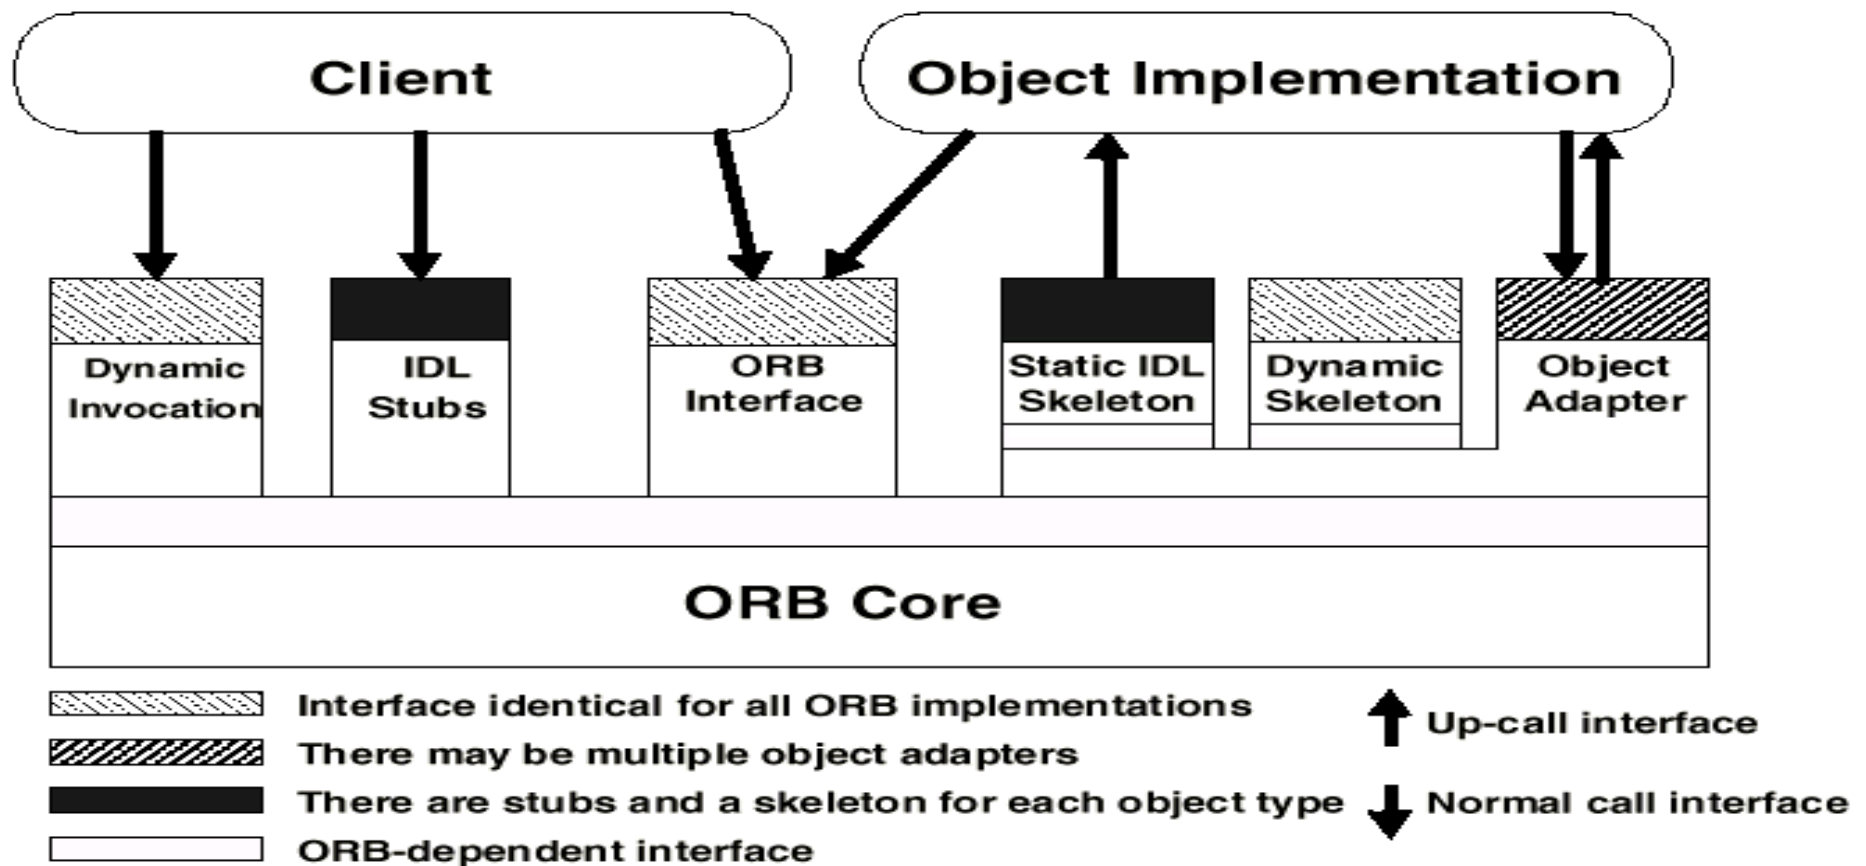 Client
Object Implementation
Dynamic
Invocation
IDL
Stubs
ORB
Interface
Static IDL
Skeleton
Dynamic
Skeleton
Object
Adapter
ORB Core
Interface identical for all ORB implementations
There may be multiple object adapters
There are stubs and a skeleton for each object type
ORB-dependent interface
Up-call interface
Normal call interface